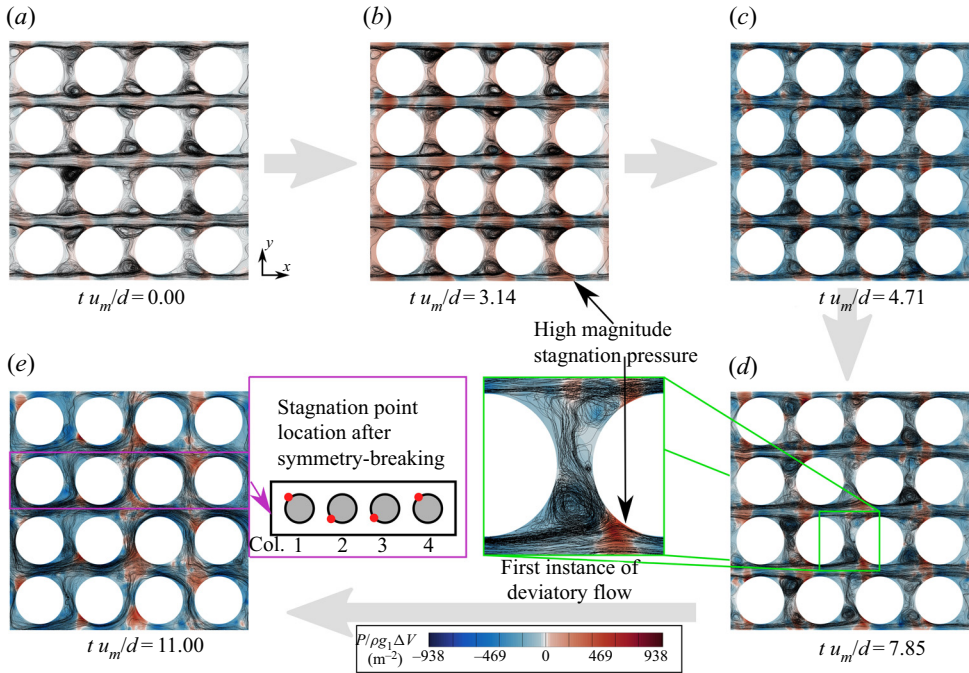 (a)
(b)
(c)
y
x
t u_m/d = 0.00
t u_m/d = 3.14
t u_m/d = 4.71
High magnitude
stagnation pressure
(e)
(d)
Stagnation point
location after
symmetry-breaking
Col. 1 2 3 4
First instance of
deviatory flow
t u_m/d = 11.00
P/ρg₁ΔV
(m⁻²) −938 −469 0 469 938
t u_m/d = 7.85